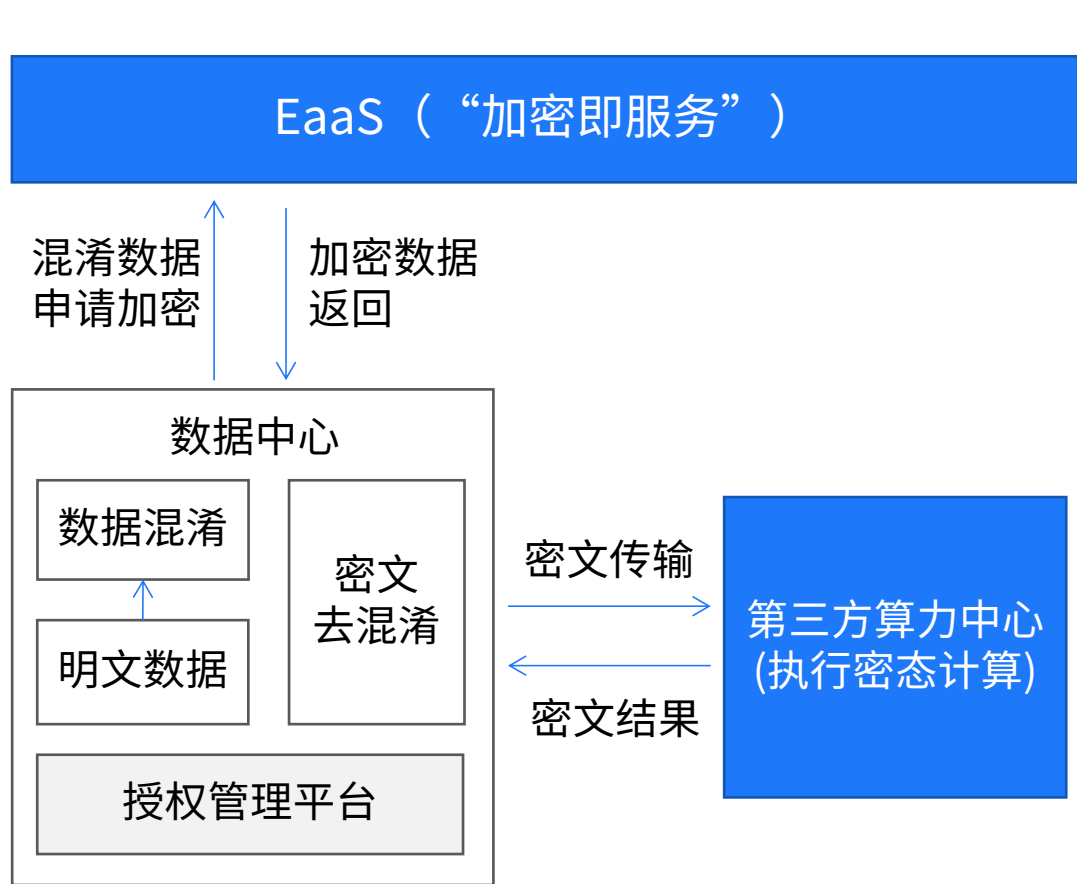 EaaS（“加密即服务”）
混淆数据
申请加密
加密数据
返回
数据中心
数据混淆
明文数据
密文
去混淆
授权管理平台
密文传输
密文结果
第三方算力中心
(执行密态计算)